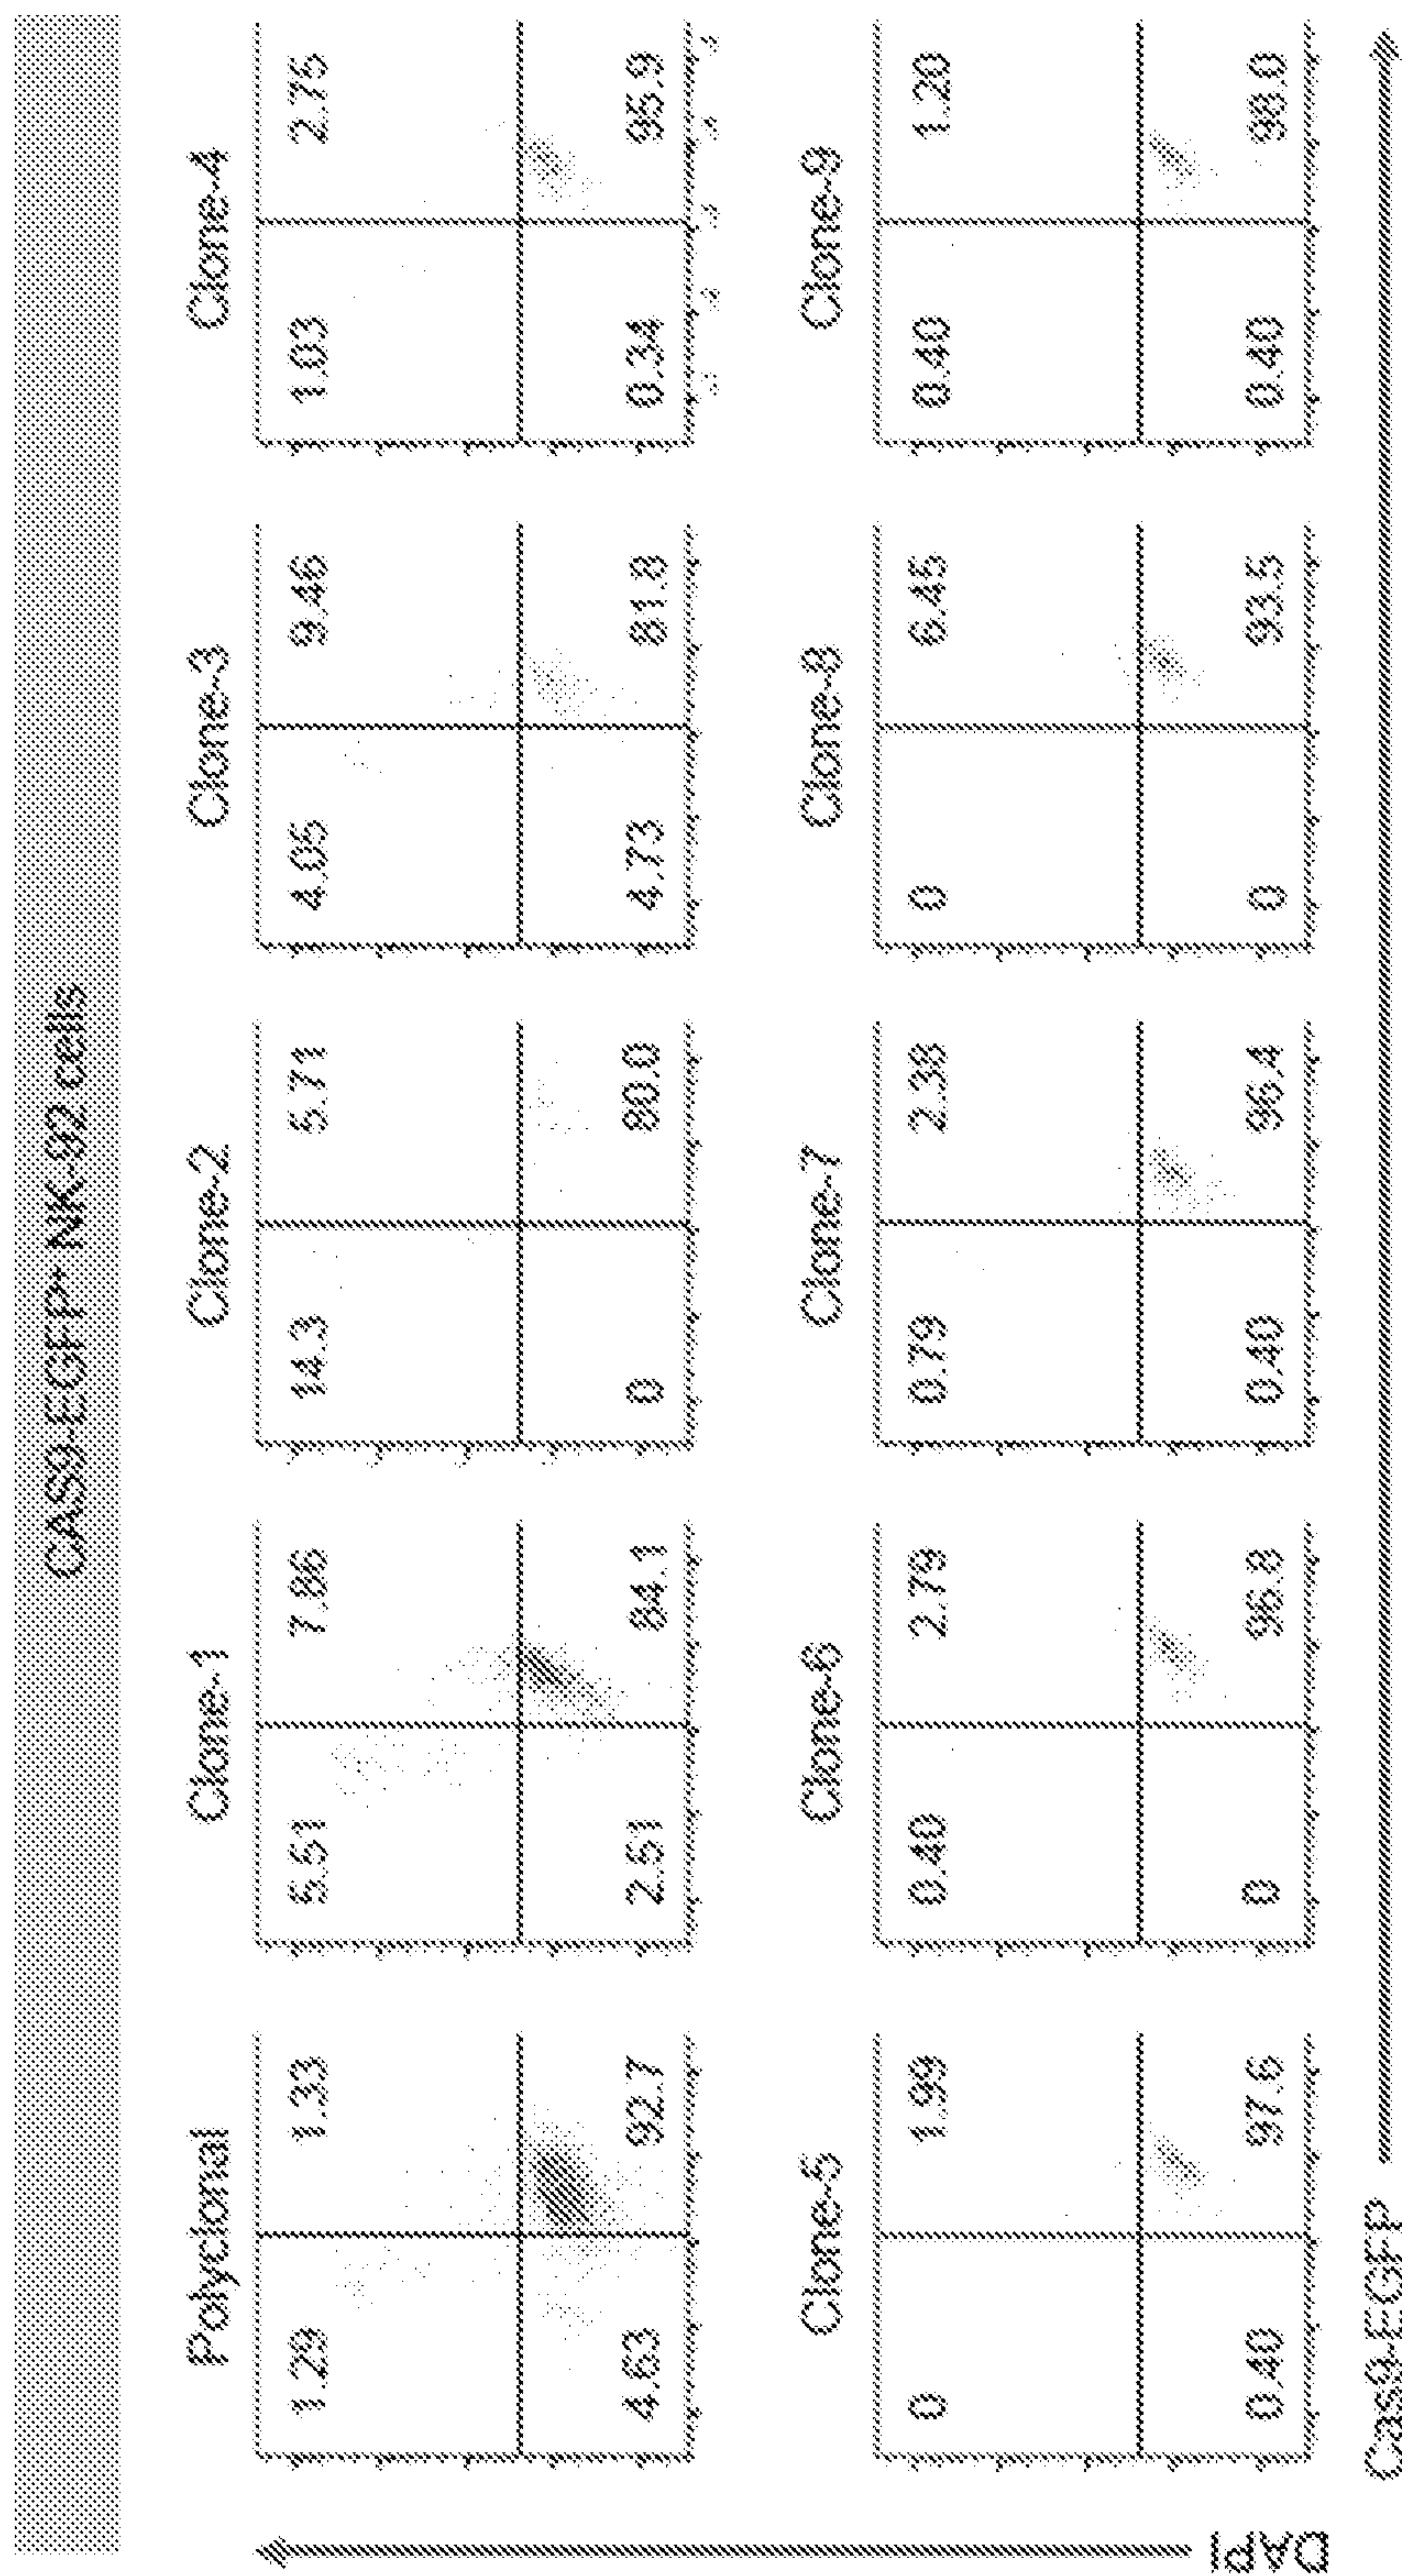 CAS9-EGFP+ NK-92 cells
Polyclonal Clone-1 Clone-2 Clone-3 Clone-4
1.29 1.33 5.51 7.86 14.3 5.71 4.05 9.46 1.03 2.75
4.63 92.7 2.51 84.1 0 80.0 4.73 81.8 0.34 95.9
Clone-5 Clone-6 Clone-7 Clone-8 Clone-9
0 1.99 0.40 2.79 0.79 2.38 0 6.45 0.40 1.20
0.40 97.6 0 96.8 0.40 96.4 0 93.5 0.40 98.0
DAPI
Cas9-EGFP